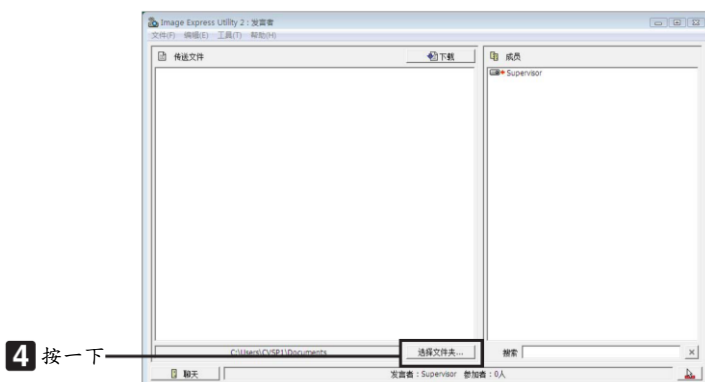 Image Express Utility 2 : 发言者
文件(F) 编辑(E) 工具(T) 帮助(H)
传送文件
下载
成员
Supervisor
4 按一下
C:\Users\CVSP1\Documents
选择文件夹...
搜索
聊天
发言者 : Supervisor 参加者 : 0人